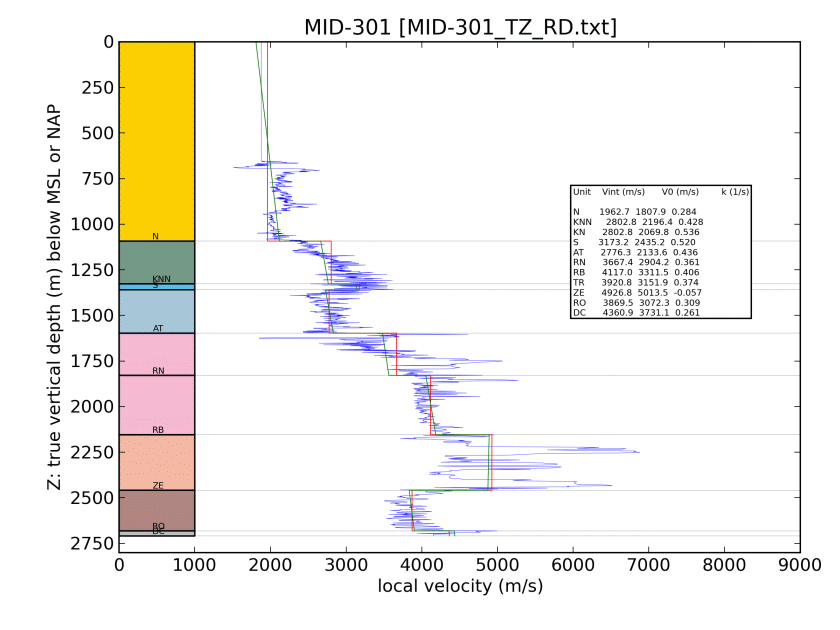 MID-301 [MID-301_TZ_RD.txt]
Z: true vertical depth (m) below MSL or NAP
0
250
500
750
1000
1250
1500
1750
2000
2250
2500
2750
N
KNN
S
AT
RN
RB
ZE
RO
DC
Unit Vint (m/s) V0 (m/s) k (1/s)
N 1962.7 1807.9 0.284
KNN 2802.8 2196.4 0.428
KN 2802.8 2069.8 0.536
S 3173.2 2435.2 0.520
AT 2776.3 2133.6 0.436
RN 3667.4 2904.2 0.361
RB 4117.0 3311.5 0.406
TR 3920.8 3151.9 0.374
ZE 4926.8 5013.5 -0.057
RO 3869.5 3072.3 0.309
DC 4360.9 3731.1 0.261
0 1000 2000 3000 4000 5000 6000 7000 8000 9000
local velocity (m/s)